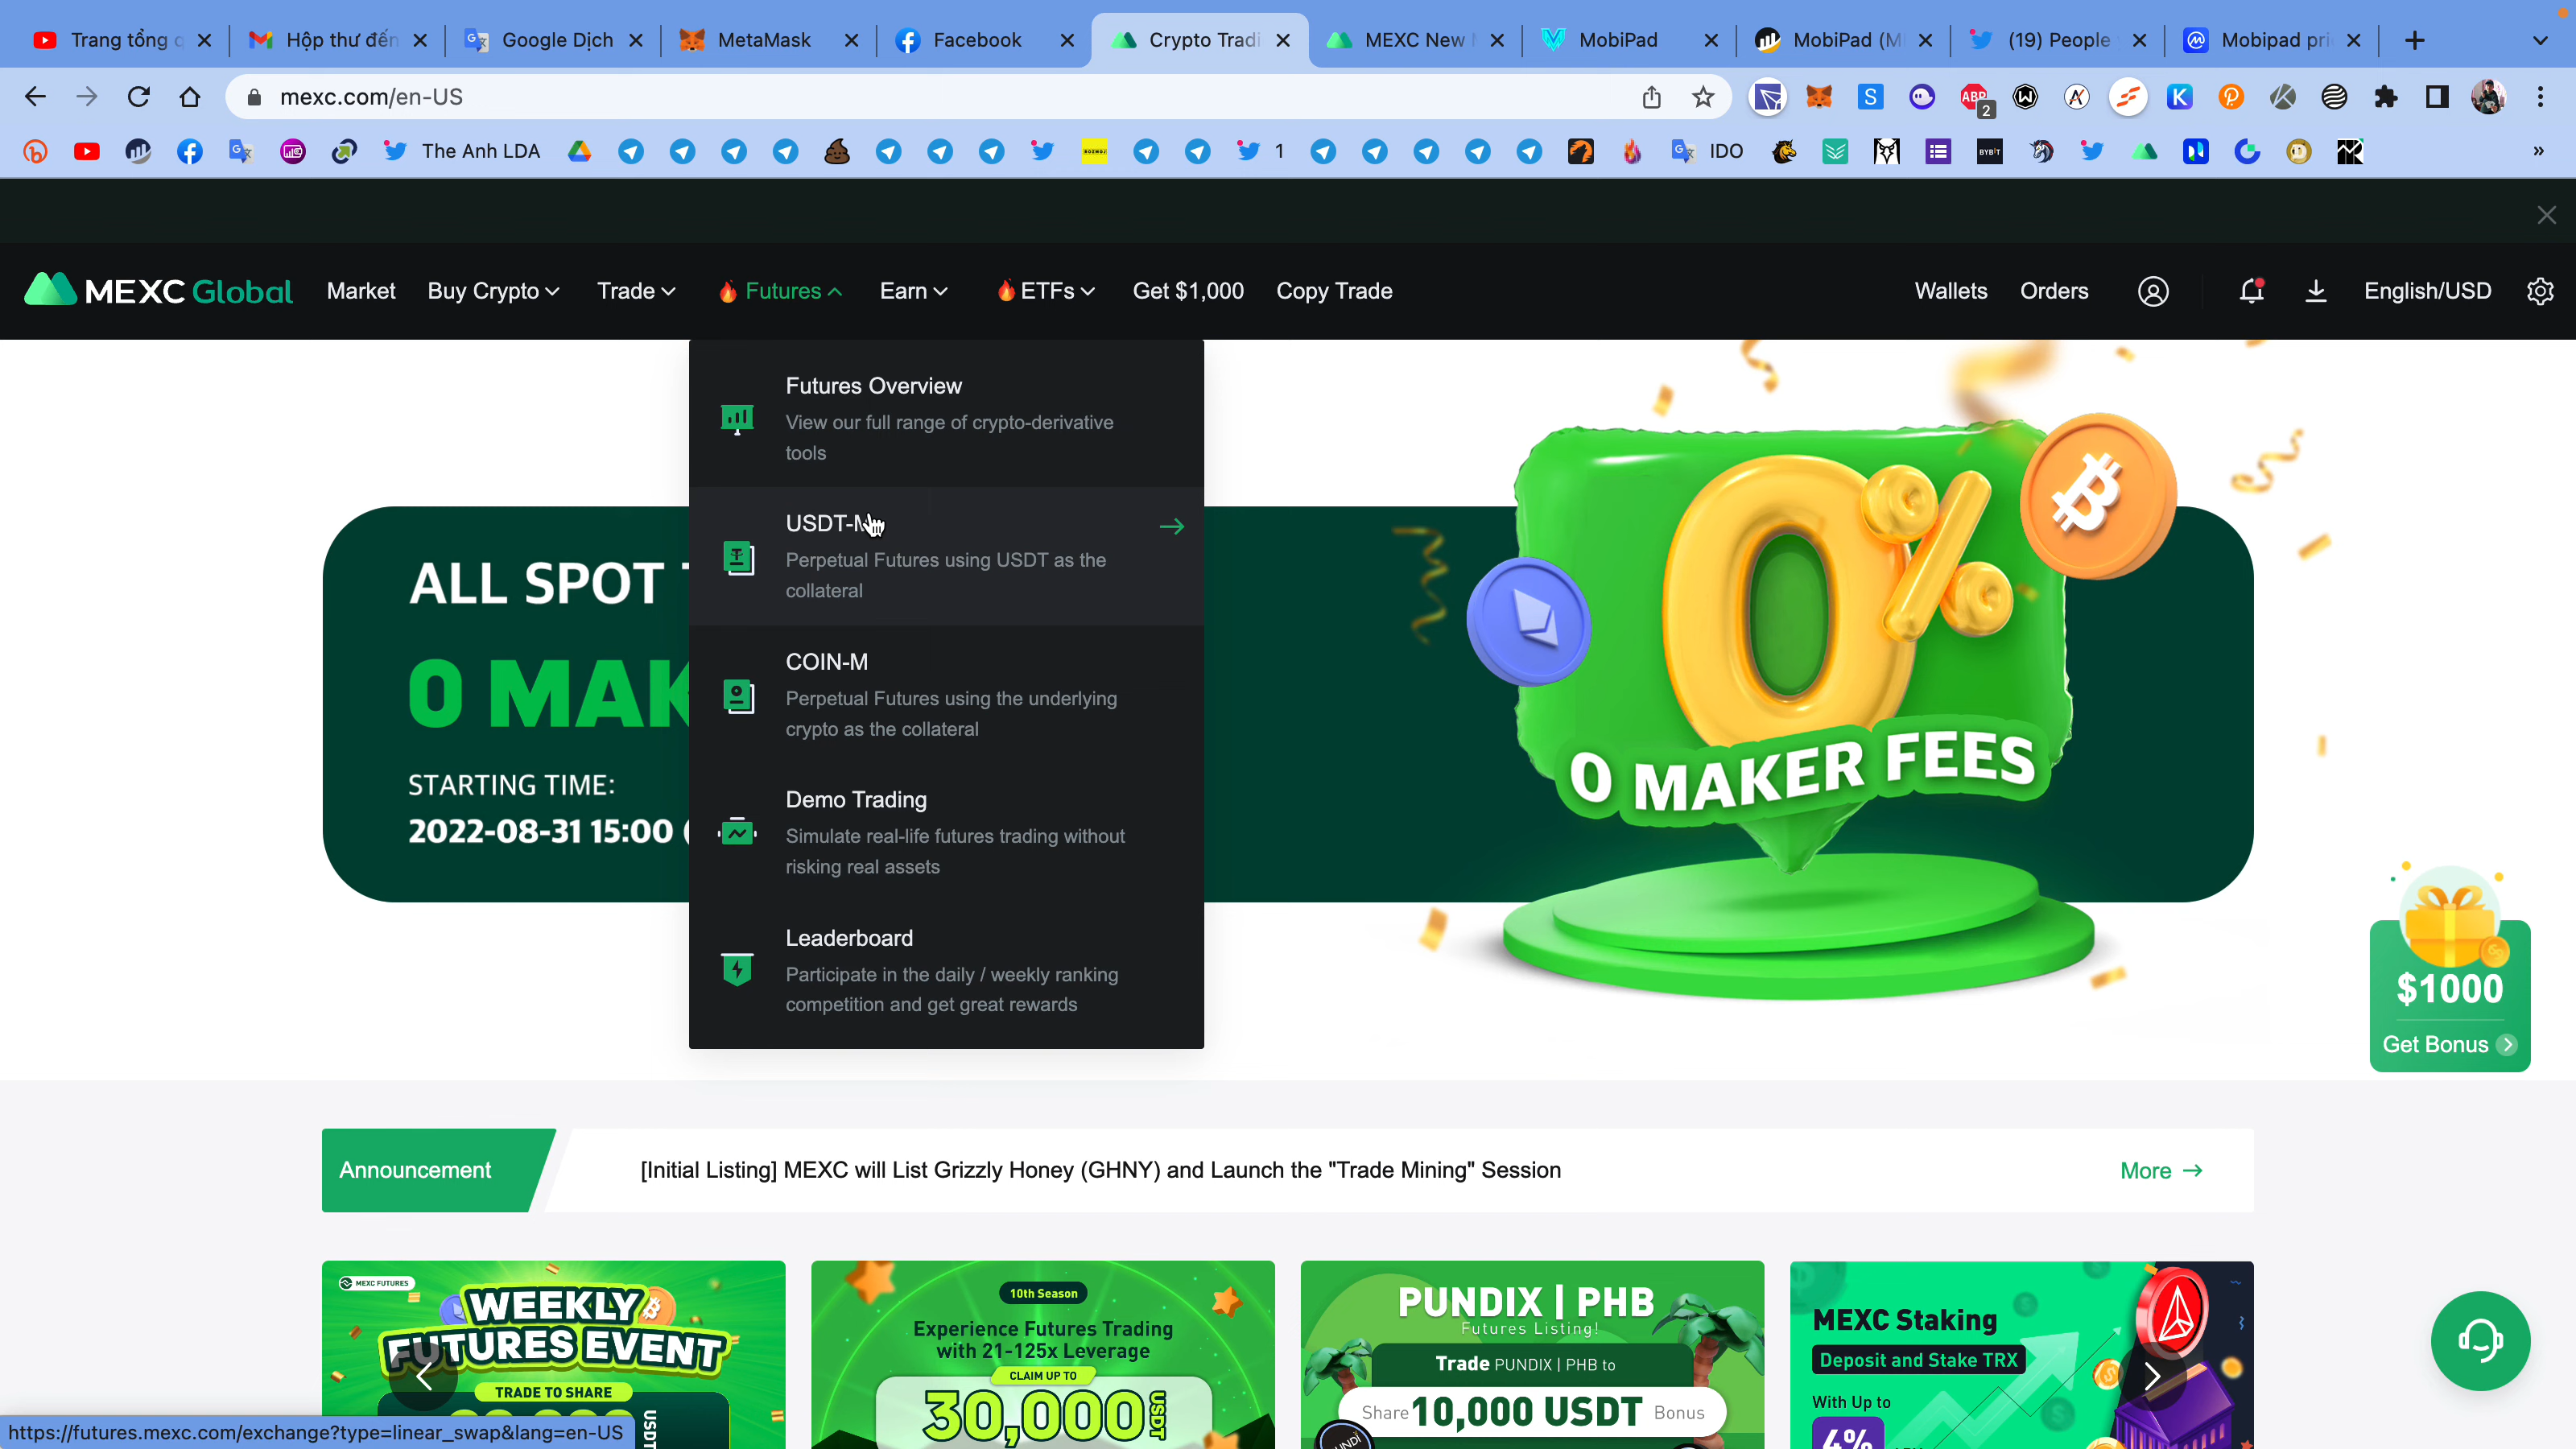 Trang tổng q
Hộp thư đến
Google Dịch
MetaMask
Facebook
Crypto Tradi
MEXC New
MobiPad
MobiPad (M
(19) People
Mobipad pri
mexc.com/en-US
ABP
2
The Anh LDA
1
IDO
BYBIT
»
MEXC Global
Market
Buy Crypto
Trade
Futures
Earn
ETFs
Get $1,000
Copy Trade
Wallets
Orders
English/USD
Futures Overview
View our full range of crypto-derivative
tools
USDT-M
Perpetual Futures using USDT as the
collateral
COIN-M
Perpetual Futures using the underlying
crypto as the collateral
Demo Trading
Simulate real-life futures trading without
risking real assets
Leaderboard
Participate in the daily / weekly ranking
competition and get great rewards
ALL SPOT
0 MAK
STARTING TIME:
2022-08-31 15:00 (
0%
0 MAKER FEES
$1000
Get Bonus
Announcement
[Initial Listing] MEXC will List Grizzly Honey (GHNY) and Launch the "Trade Mining" Session
More →
MEXC FUTURES
WEEKLY
FUTURES EVENT
TRADE TO SHARE
USDT
10th Season
Experience Futures Trading
with 21-125x Leverage
CLAIM UP TO
30,000 USDT
PUNDIX | PHB
Futures Listing!
Trade PUNDIX | PHB to
Share 10,000 USDT Bonus
MEXC Staking
Deposit and Stake TRX
With Up to
4%
https://futures.mexc.com/exchange?type=linear_swap&lang=en-US